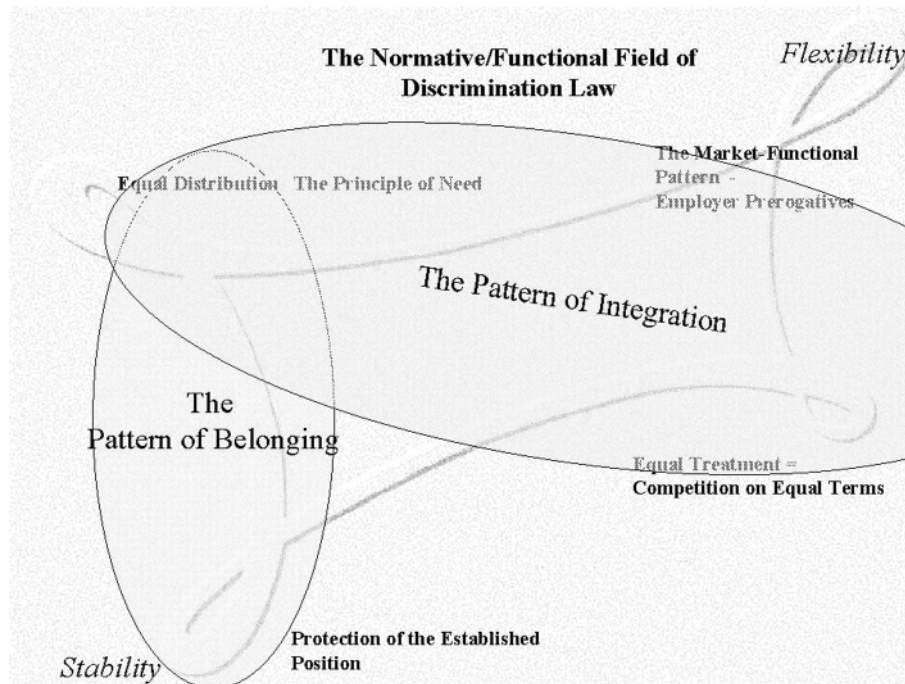 The Normative/Functional Field of
Discrimination Law
Flexibility
The Market-Functional
Pattern -
Employer Prerogatives
Equal Distribution The Principle of Need
The Pattern of Integration
The
Pattern of Belonging
Equal Treatment =
Competition on Equal Terms
Protection of the Established
Position
Stability